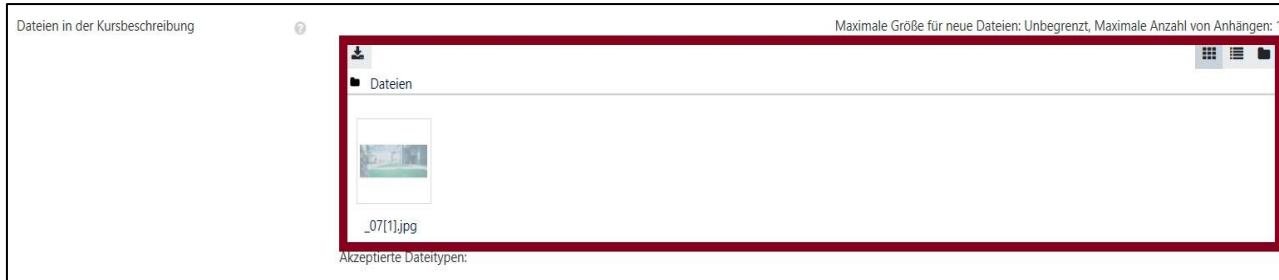 Dateien in der Kursbeschreibung
Maximale Größe für neue Dateien: Unbegrenzt, Maximale Anzahl von Anhängen: 1
Dateien
_07[1].jpg
Akzeptierte Dateitypen: